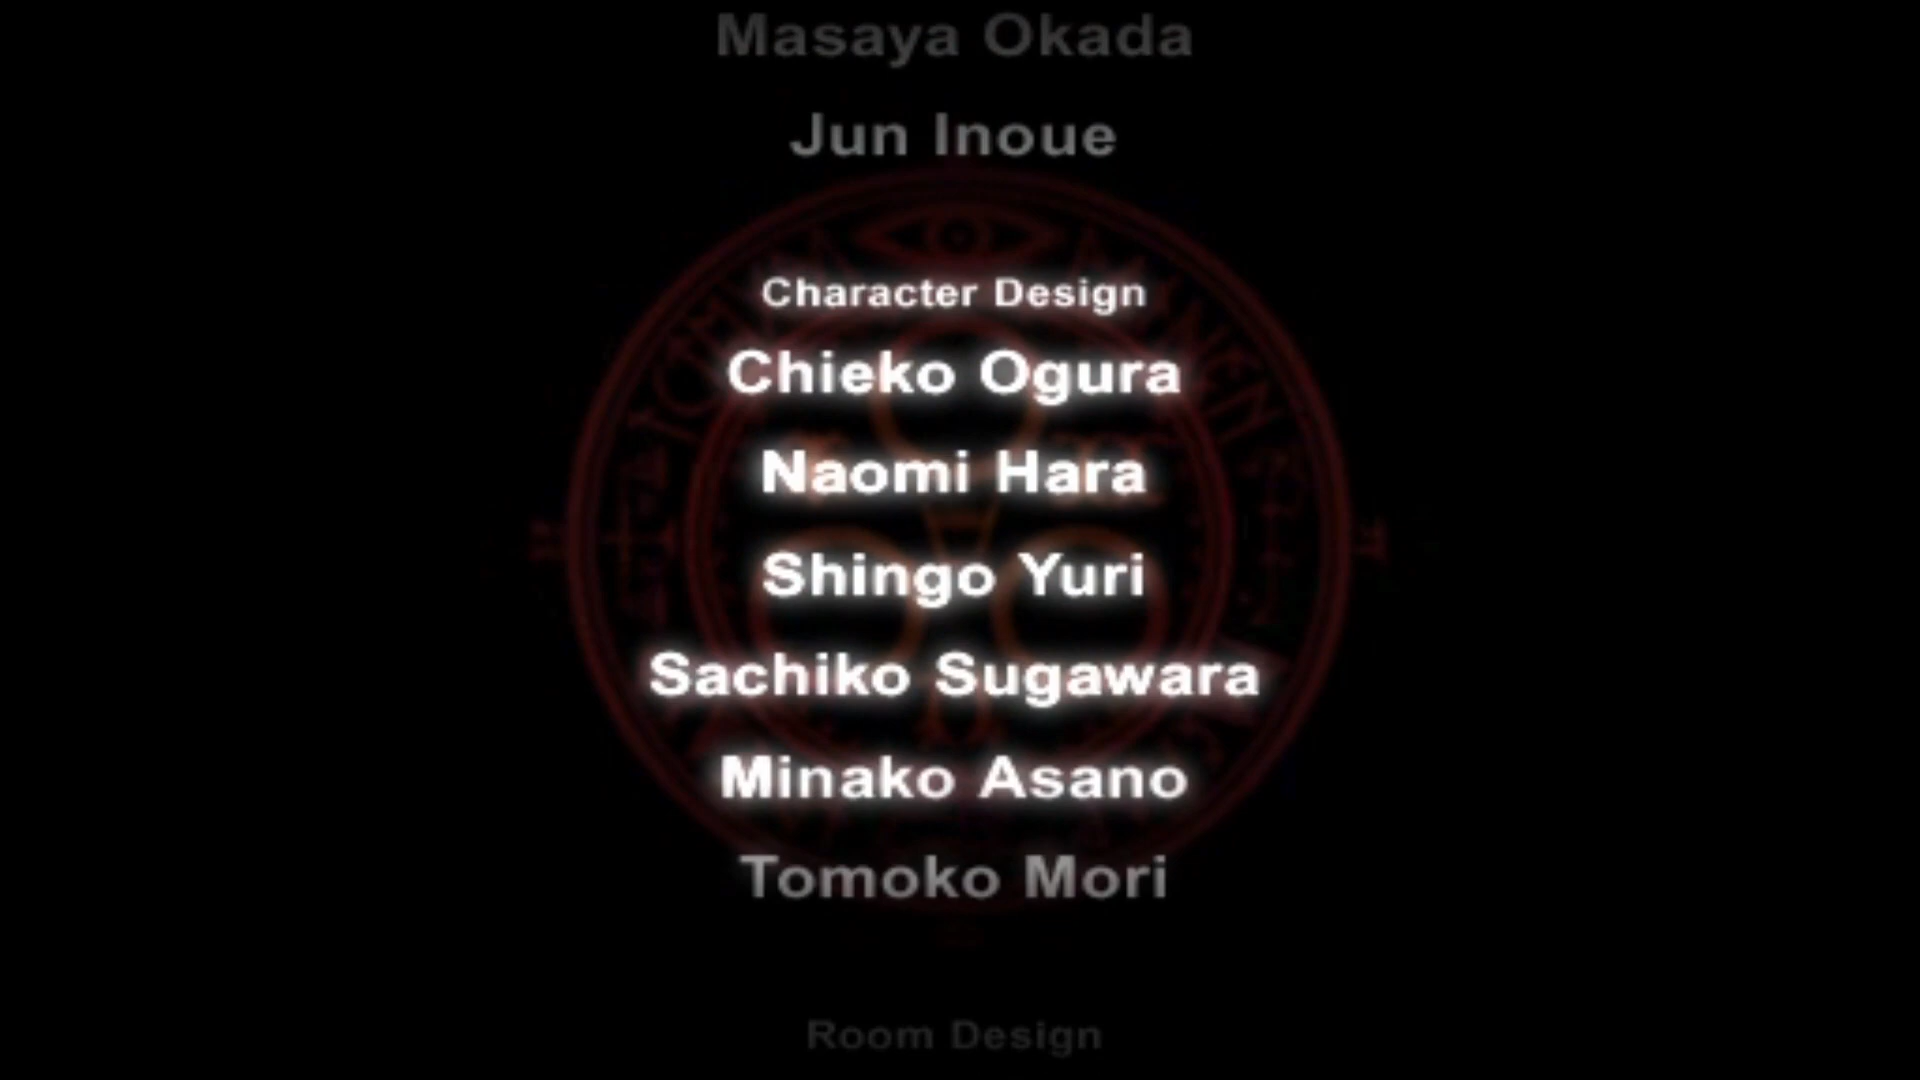 Masaya Okada
Jun Inoue
Character Design
Chieko Ogura
Naomi Hara
Shingo Yuri
Sachiko Sugawara
Minako Asano
Tomoko Mori
Room Design